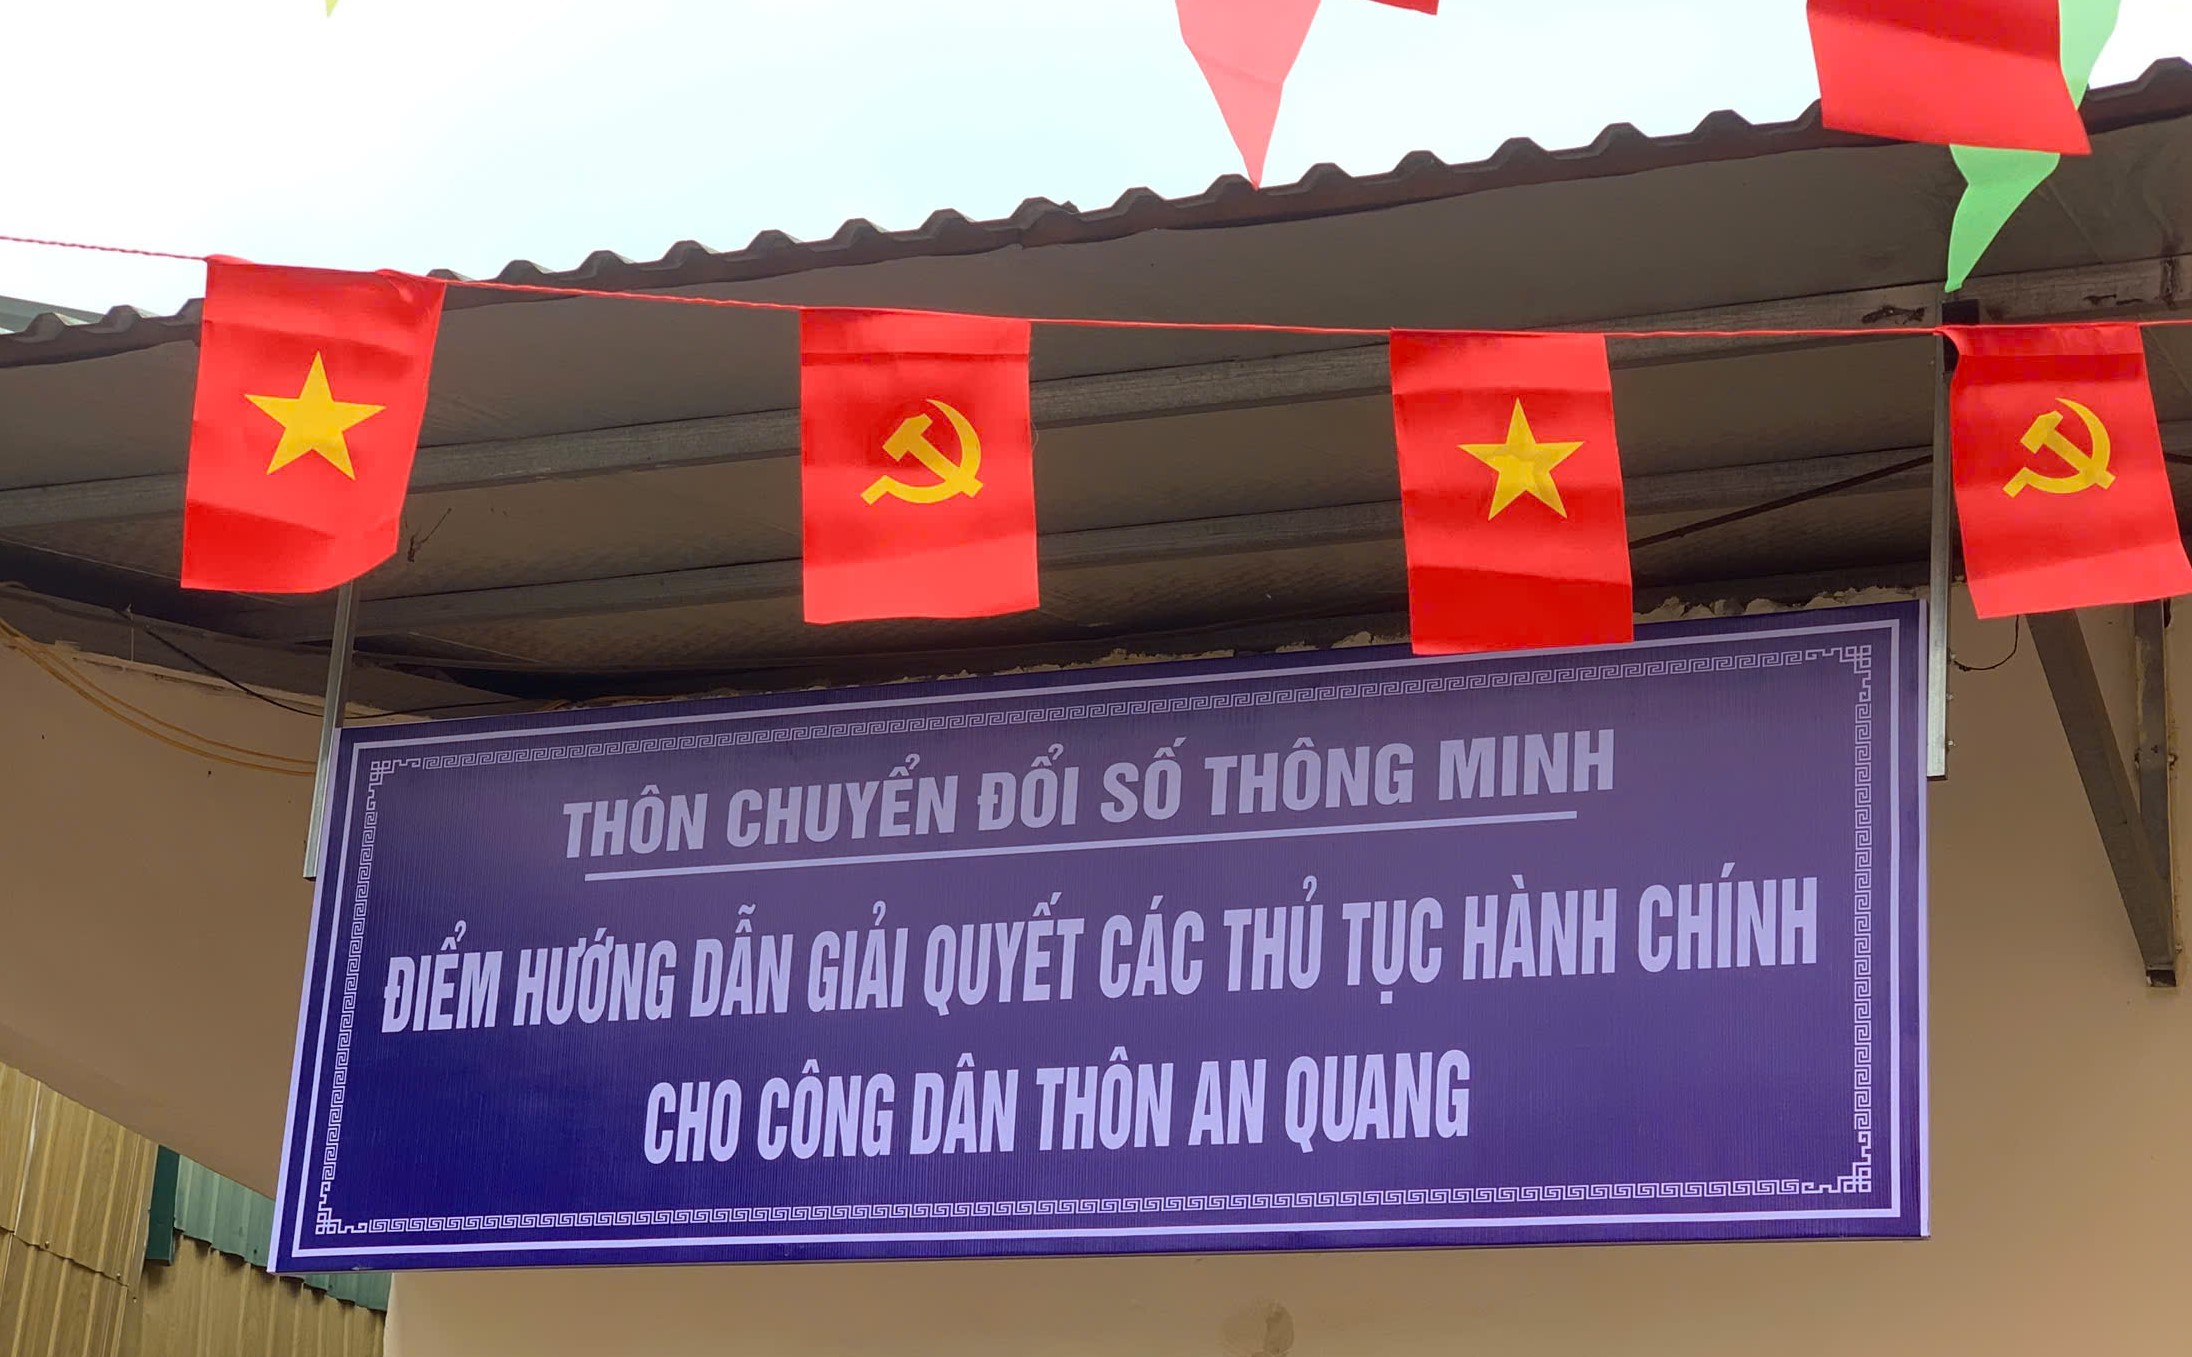 THÔN CHUYỂN ĐỔI SỐ THÔNG MINH
ĐIỂM HƯỚNG DẪN GIẢI QUYẾT CÁC THỦ TỤC HÀNH CHÍNH
CHO CÔNG DÂN THÔN AN QUANG